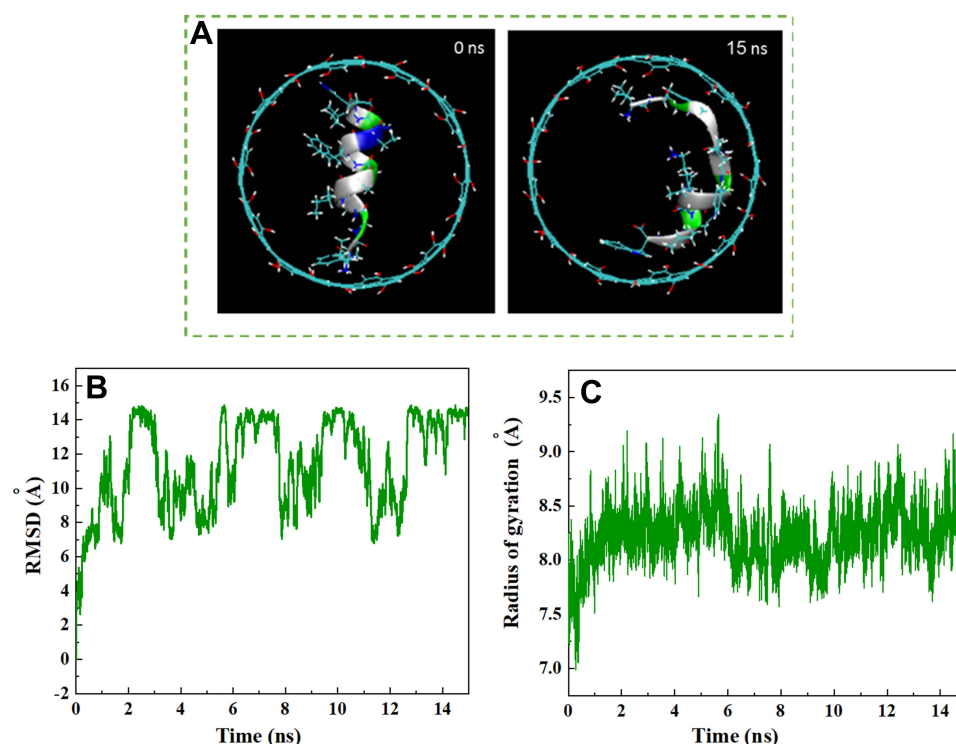 A
0 ns
15 ns
B
RMSD (Å)
16
14
12
10
8
6
4
2
0
-2
0 2 4 6 8 10 12 14
Time (ns)
C
Radius of gyration (Å)
9.5
9.0
8.5
8.0
7.5
7.0
0 2 4 6 8 10 12 14
Time (ns)